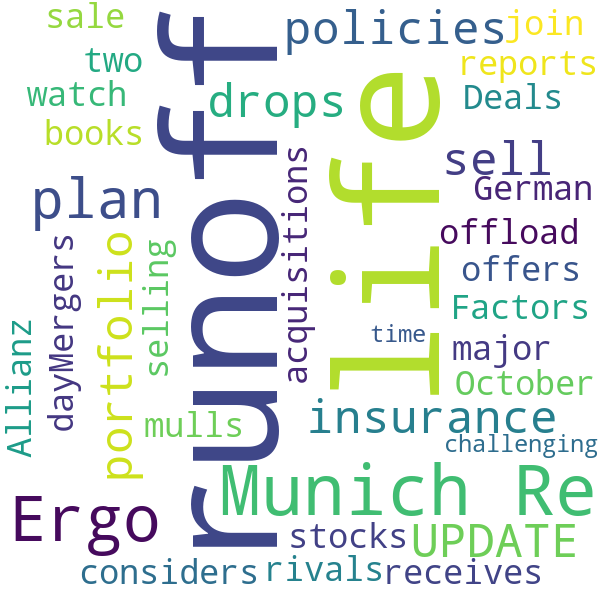 sale
policies
join
two
reports
watch
drops
Deals
books
runoff
life
sell
plan
acquisitions
German
offload
dayMergers
portfolio
selling
offers
Factors
Allianz
time
major
October
mulls
insurance
challenging
Munich Re
Ergo
stocks
UPDATE
considers
rivals
receives